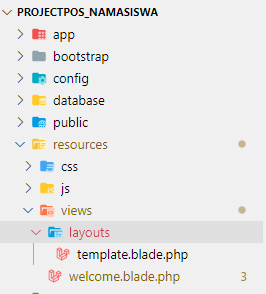 PROJECTPOS_NAMASISWA
app
bootstrap
config
database
public
resources
css
js
views
layouts
template.blade.php
welcome.blade.php 3